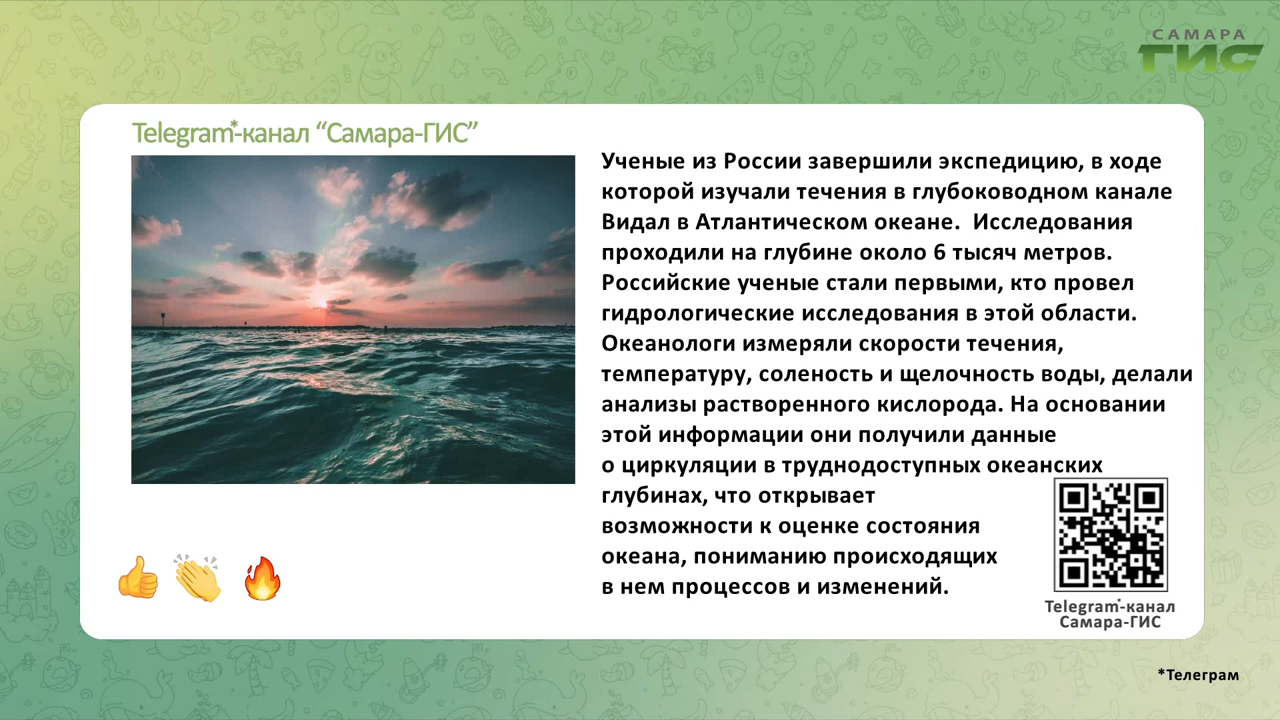 САМАРА
ГИС
Telegram*-канал “Самара-ГИС”
Ученые из России завершили экспедицию, в ходе
которой изучали течения в глубоководном канале
Видал в Атлантическом океане.  Исследования
проходили на глубине около 6 тысяч метров.
Российские ученые стали первыми, кто провел
гидрологические исследования в этой области.
Океанологи измеряли скорости течения,
температуру, соленость и щелочность воды, делали
анализы растворенного кислорода. На основании
этой информации они получили данные
о циркуляции в труднодоступных океанских
глубинах, что открывает
возможности к оценке состояния
океана, пониманию происходящих
в нем процессов и изменений.
Telegram*-канал
Самара-ГИС
*Телеграм